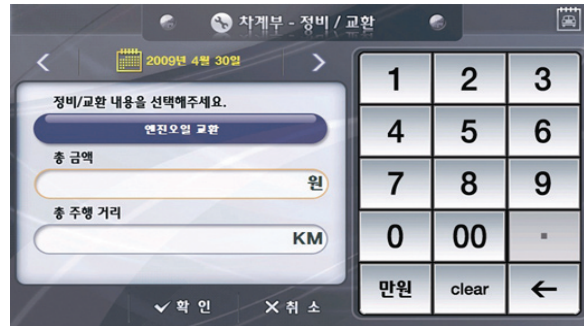 차계부 - 정비 / 교환
2009년 4월 30일
정비/교환 내용을 선택해주세요.
엔진오일 교환
총 금액
원
총 주행 거리
KM
확 인
취 소
1 2 3
4 5 6
7 8 9
0 00 .
만원 clear ←